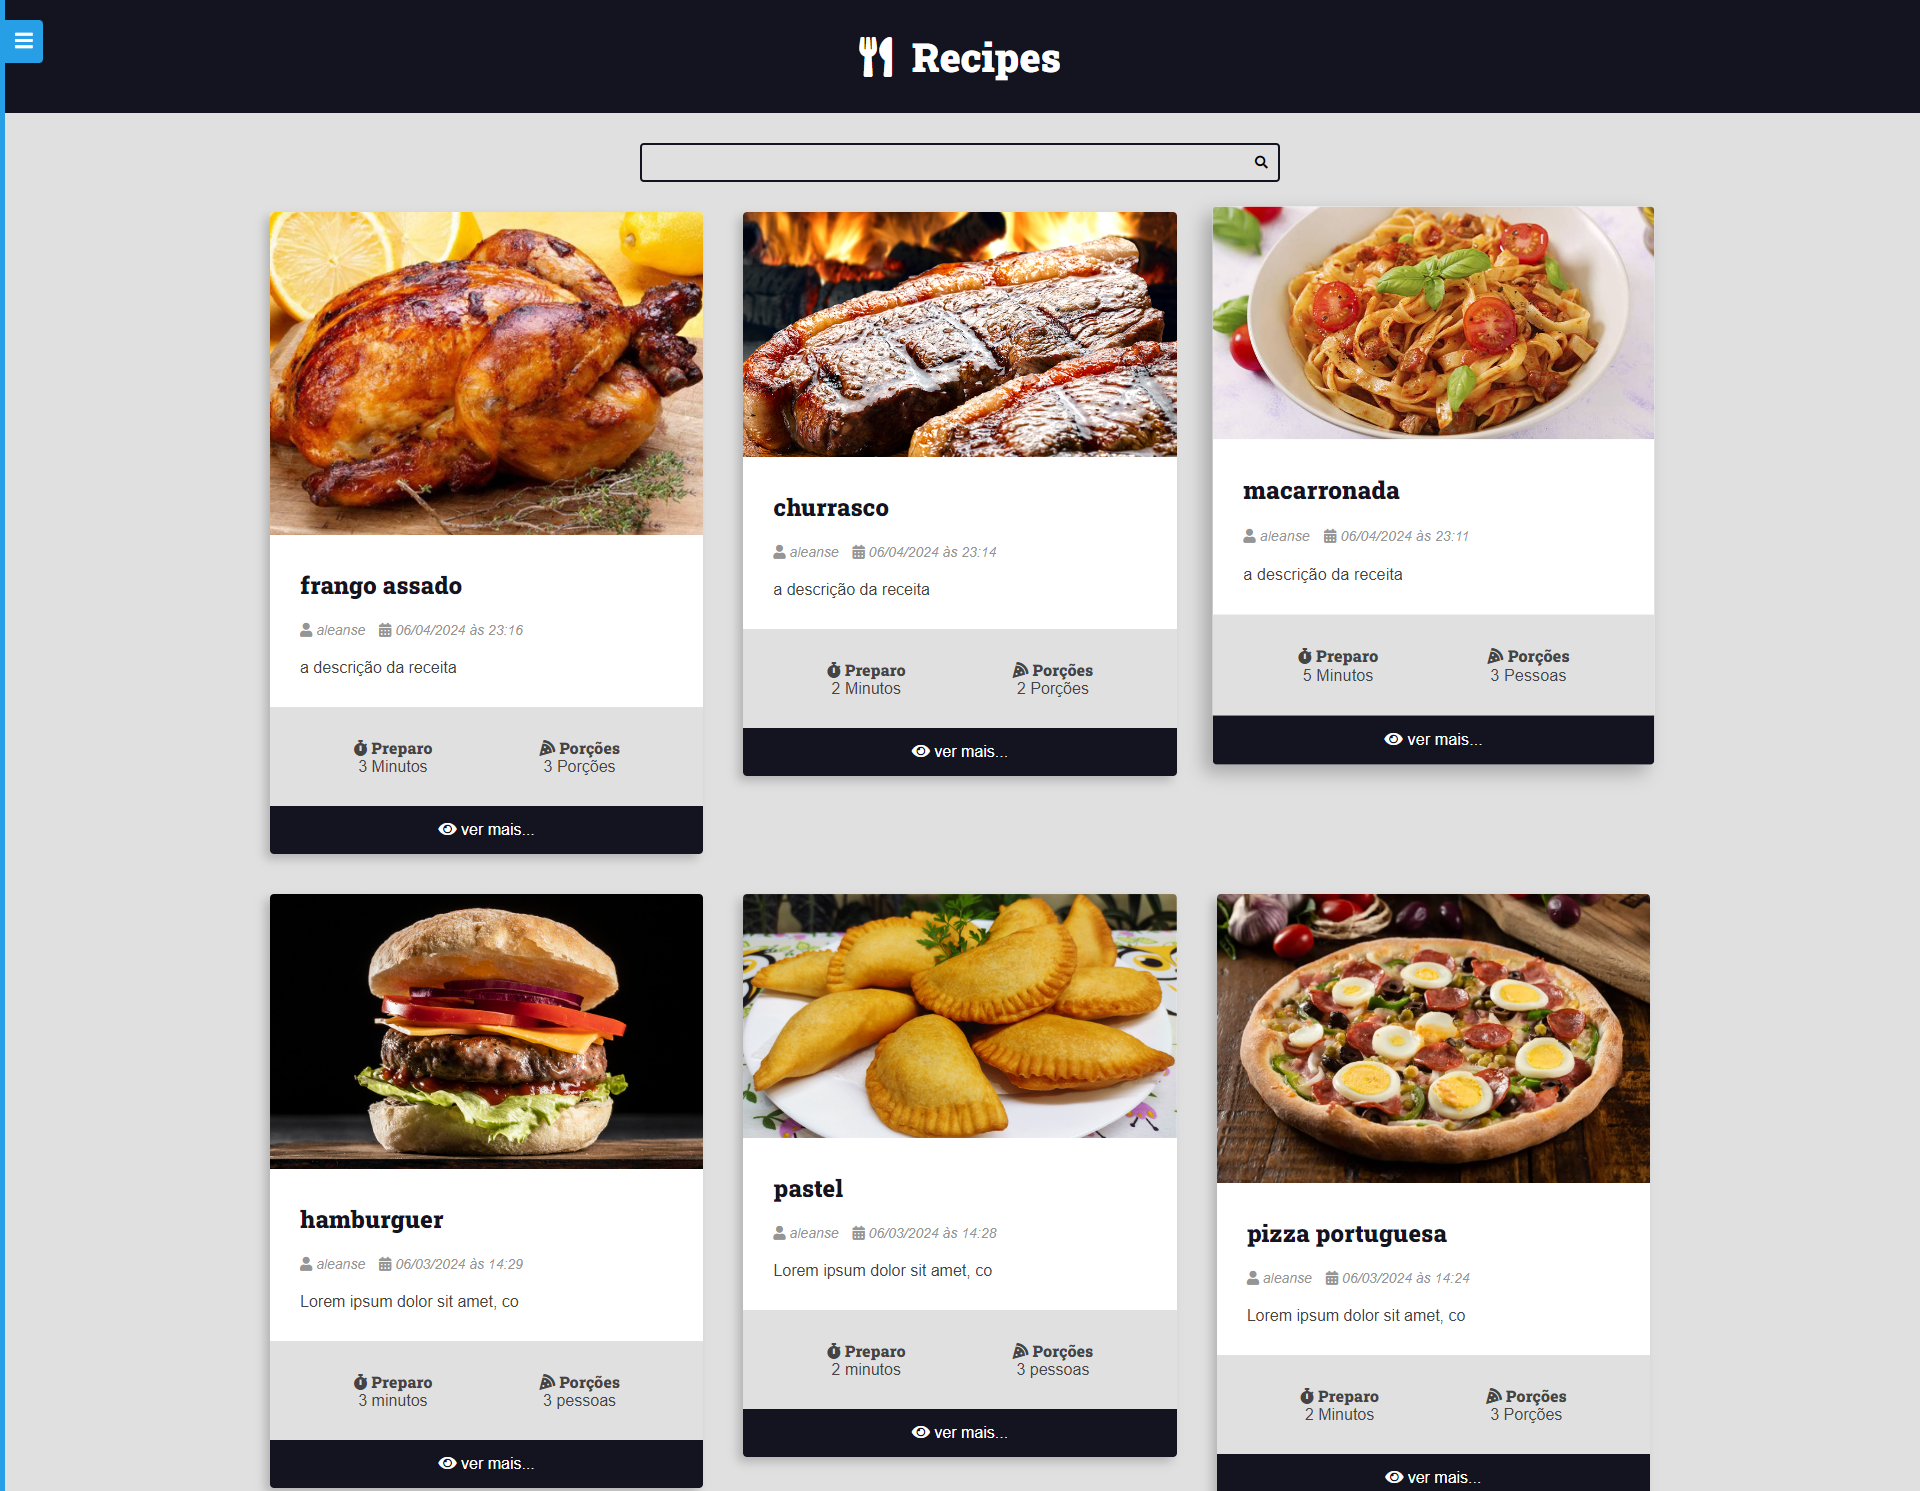 Recipes
frango assado
aleanse 06/04/2024 às 23:16
a descrição da receita
Preparo Porções
3 Minutos 3 Porções
ver mais...
churrasco
aleanse 06/04/2024 às 23:14
a descrição da receita
Preparo Porções
2 Minutos 2 Porções
ver mais...
macarronada
aleanse 06/04/2024 às 23:11
a descrição da receita
Preparo Porções
5 Minutos 3 Pessoas
ver mais...
hamburguer
aleanse 06/03/2024 às 14:29
Lorem ipsum dolor sit amet, co
Preparo Porções
3 minutos 3 pessoas
ver mais...
pastel
aleanse 06/03/2024 às 14:28
Lorem ipsum dolor sit amet, co
Preparo Porções
2 minutos 3 pessoas
ver mais...
pizza portuguesa
aleanse 06/03/2024 às 14:24
Lorem ipsum dolor sit amet, co
Preparo Porções
2 Minutos 3 Porções
ver mais...